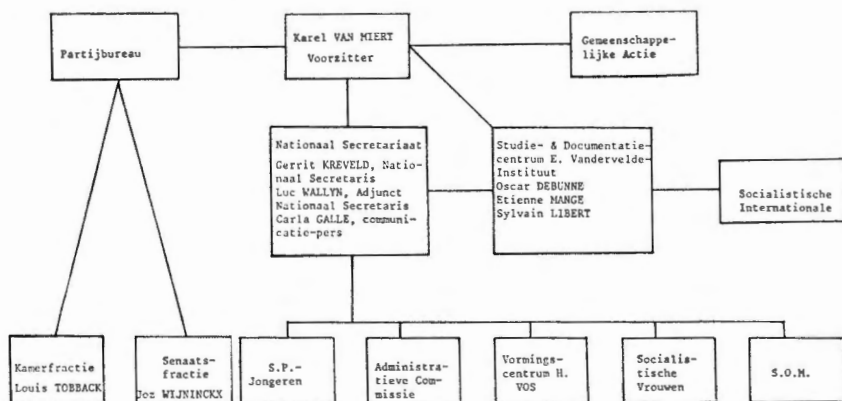 Partijbureau
Karel VAN MIERT
Voorzitter
Gemeenschappe-
lijke Actie
Nationaal Secretariaat
Gerrit KREVELD, Natio-
naal Secretaris
Luc WALLYN, Adjunct
Nationaal Secretaris
Carla GALLE, communi-
catie-pers
Studie- & Documentatie-
centrum E. Vandervelde-
Instituut
Oscar DEBUNNE
Etienne MANGE
Sylvain LIBERT
Socialistische
Internationale
Kamerfractie
Louis TOBBACK
Senaats-
fractie
Joz WIJNINCKX
S.P.-
Jongeren
Administra-
tieve Com-
missie
Vormings-
centrum H.
VOS
Socialis-
tische
Vrouwen
S.O.M.